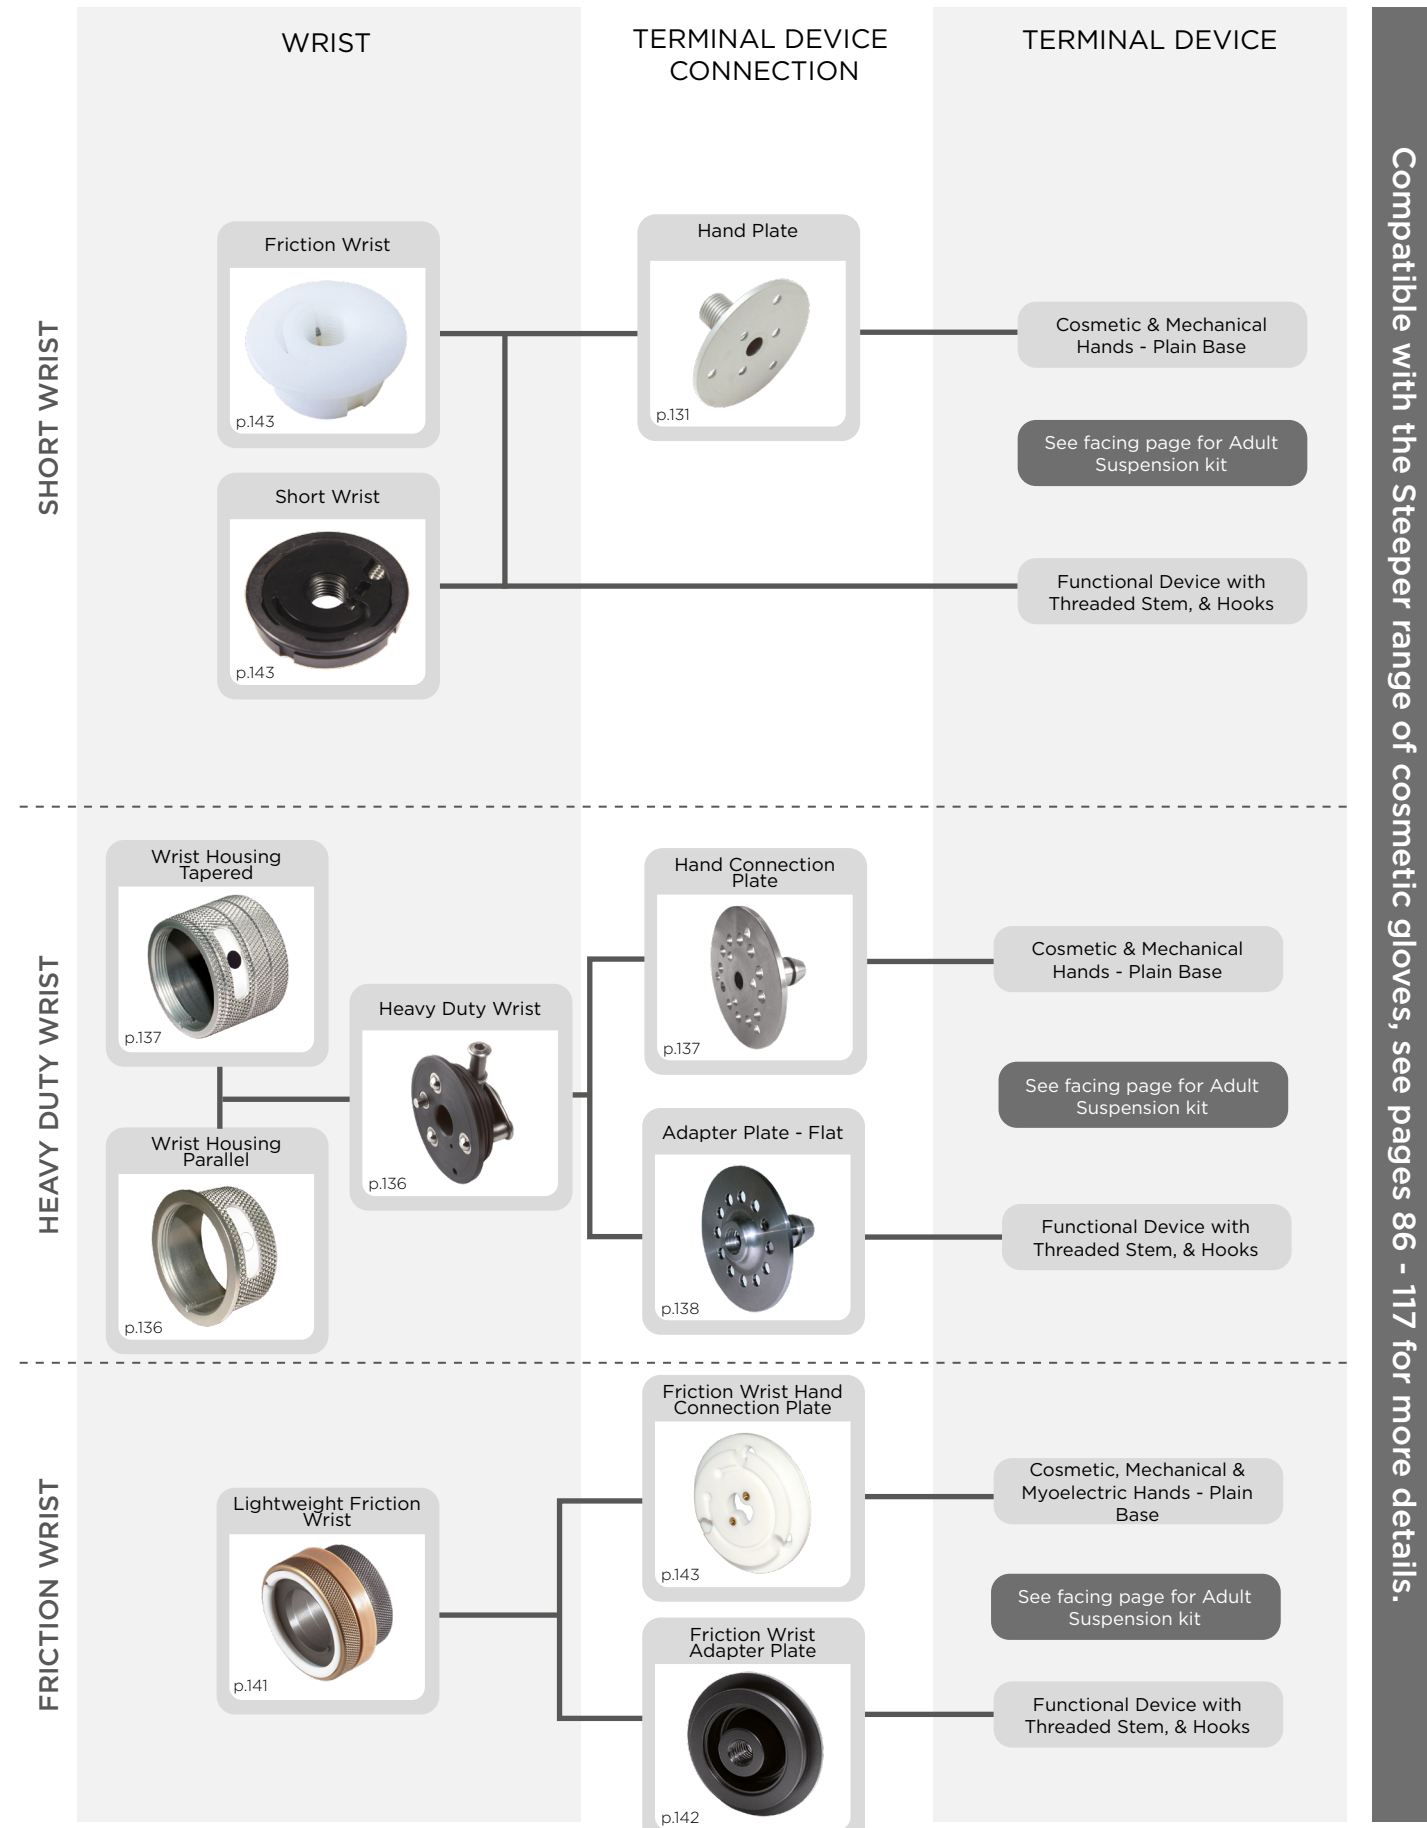 WRIST
TERMINAL DEVICE
CONNECTION
TERMINAL DEVICE
SHORT WRIST
Friction Wrist
p.143
Hand Plate
p.131
Cosmetic & Mechanical
Hands - Plain Base
See facing page for Adult
Suspension kit
Short Wrist
p.143
Functional Device with
Threaded Stem, & Hooks
HEAVY DUTY WRIST
Wrist Housing
Tapered
p.137
Wrist Housing
Parallel
p.136
Heavy Duty Wrist
p.136
Hand Connection
Plate
p.137
Adapter Plate - Flat
p.138
Cosmetic & Mechanical
Hands - Plain Base
See facing page for Adult
Suspension kit
Functional Device with
Threaded Stem, & Hooks
FRICTION WRIST
Lightweight Friction
Wrist
p.141
Friction Wrist Hand
Connection Plate
p.143
Friction Wrist
Adapter Plate
p.142
Cosmetic, Mechanical &
Myoelectric Hands - Plain
Base
See facing page for Adult
Suspension kit
Functional Device with
Threaded Stem, & Hooks
Compatible with the Steeper range of cosmetic gloves, see pages 86 - 117 for more details.